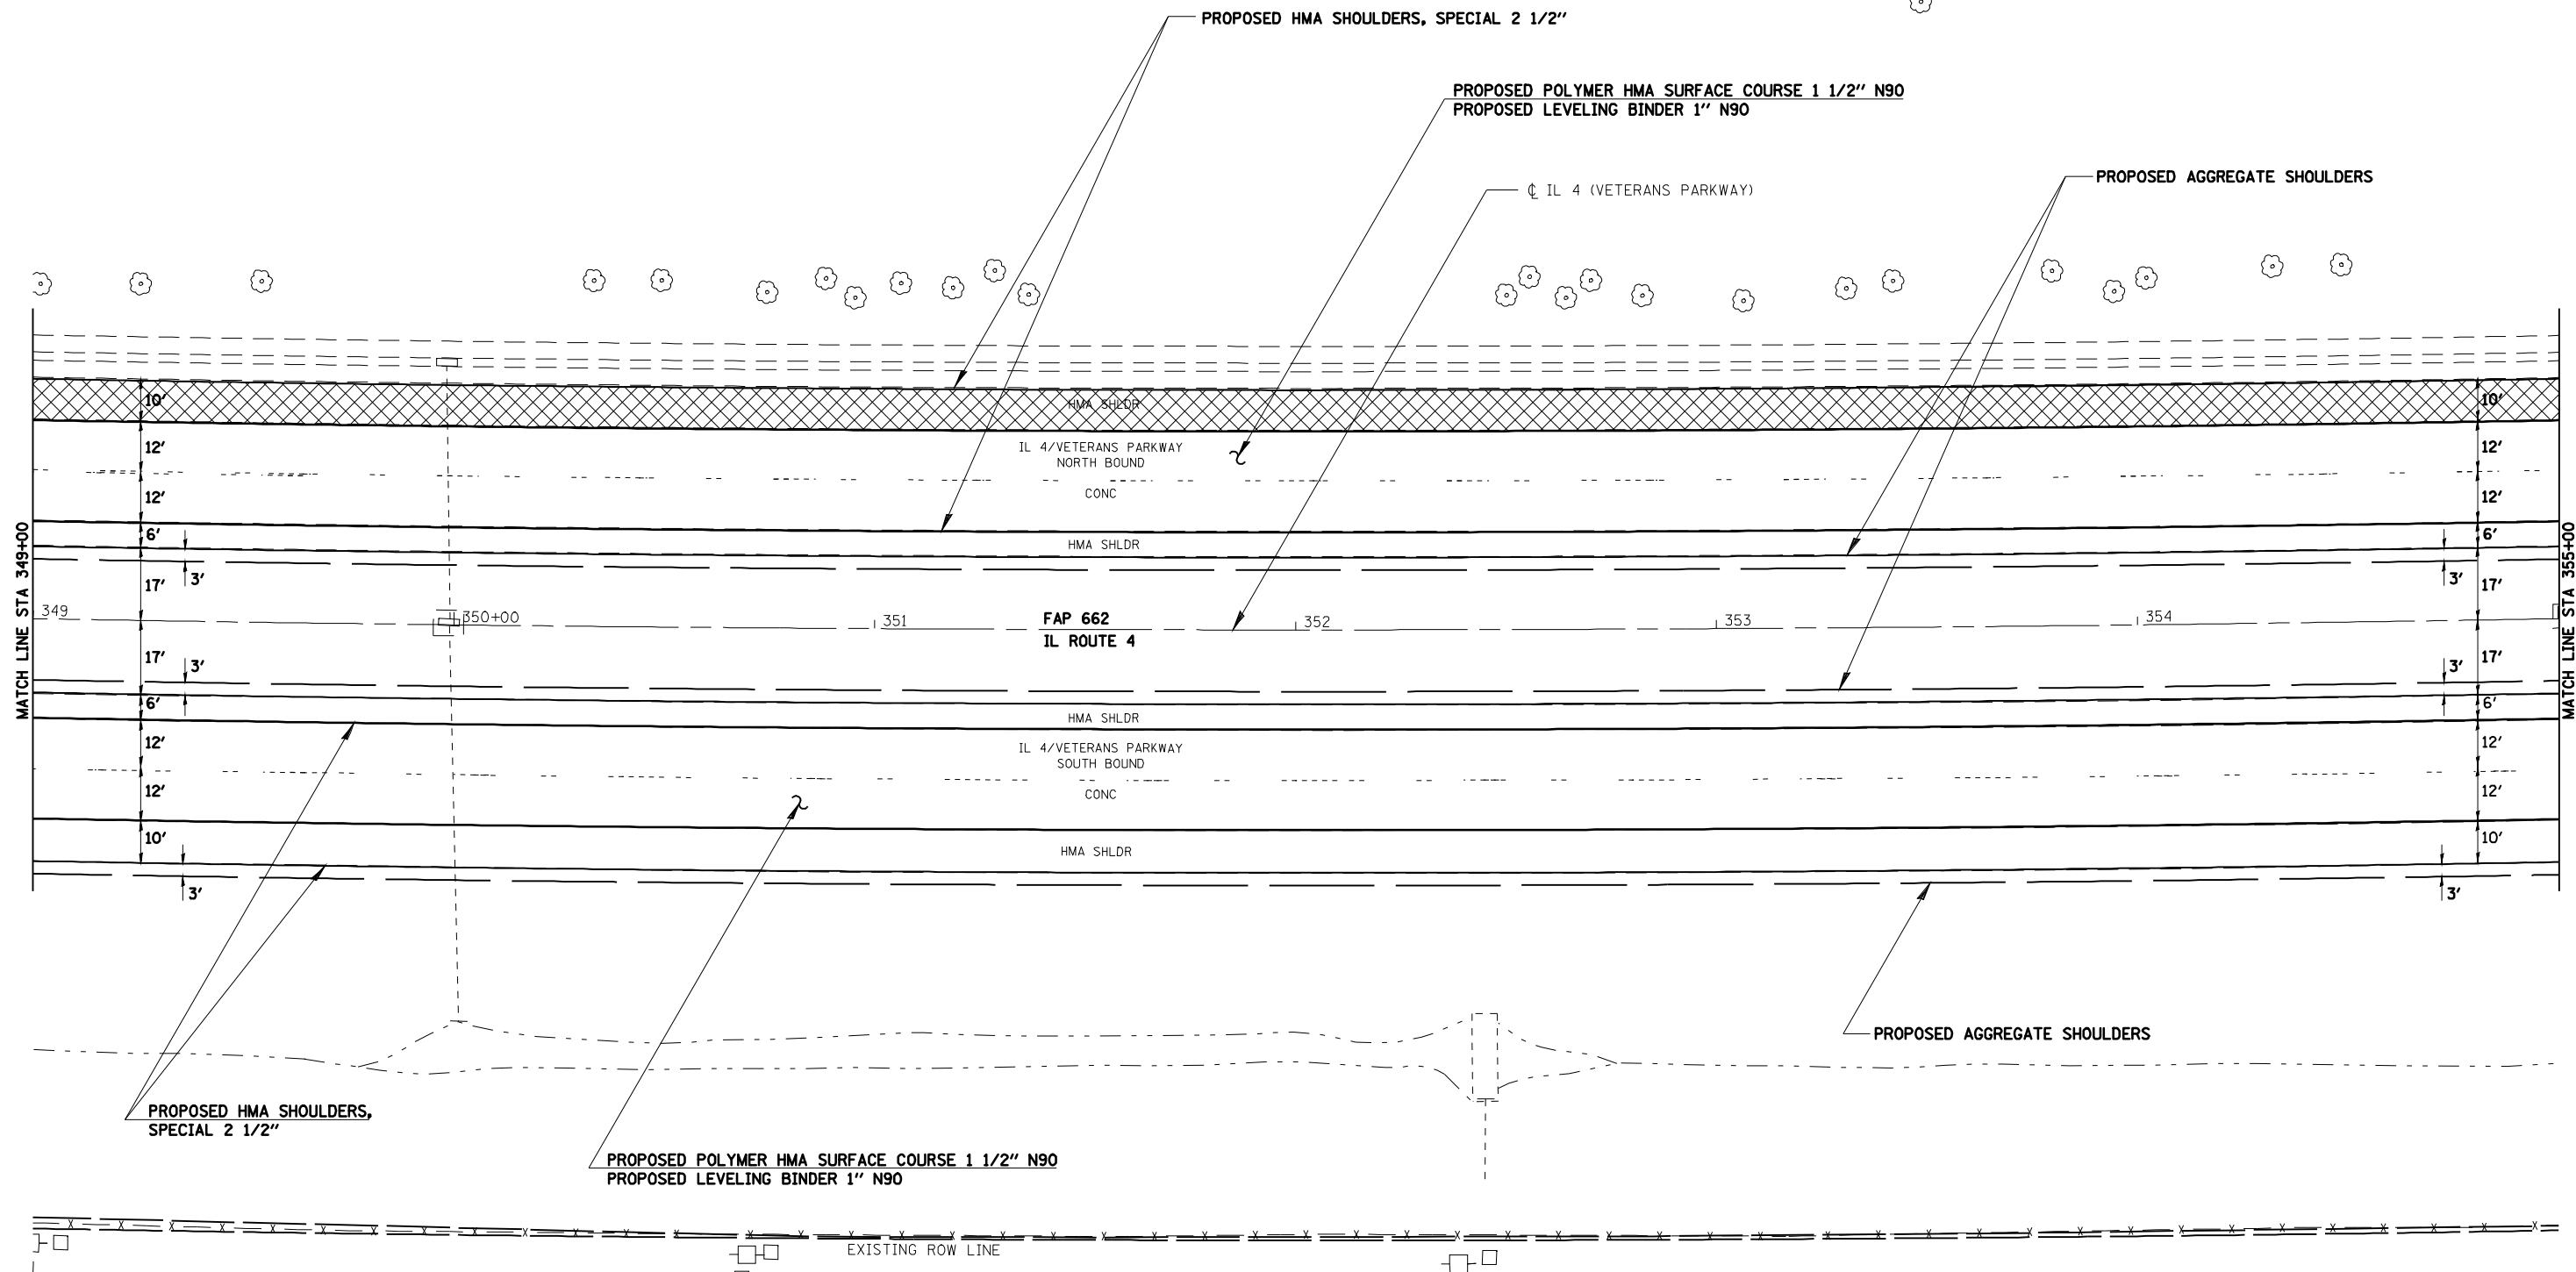 PROPOSED HMA SHOULDERS, SPECIAL 2 1/2"
PROPOSED POLYMER HMA SURFACE COURSE 1 1/2" N90
PROPOSED LEVELING BINDER 1" N90
℄ IL 4 (VETERANS PARKWAY)
PROPOSED AGGREGATE SHOULDERS
10'
HMA SHLDR
10'
12'
IL 4/VETERANS PARKWAY
NORTH BOUND
12'
12'
CONC
12'
6'
HMA SHLDR
6'
3'
3'
17'
17'
MATCH LINE STA 349+00
MATCH LINE STA 355+00
349
350+00
351
FAP 662
IL ROUTE 4
352
353
354
17'
17'
3'
3'
6'
HMA SHLDR
6'
12'
IL 4/VETERANS PARKWAY
SOUTH BOUND
12'
12'
CONC
12'
10'
HMA SHLDR
10'
3'
3'
PROPOSED AGGREGATE SHOULDERS
PROPOSED HMA SHOULDERS,
SPECIAL 2 1/2"
PROPOSED POLYMER HMA SURFACE COURSE 1 1/2" N90
PROPOSED LEVELING BINDER 1" N90
EXISTING ROW LINE